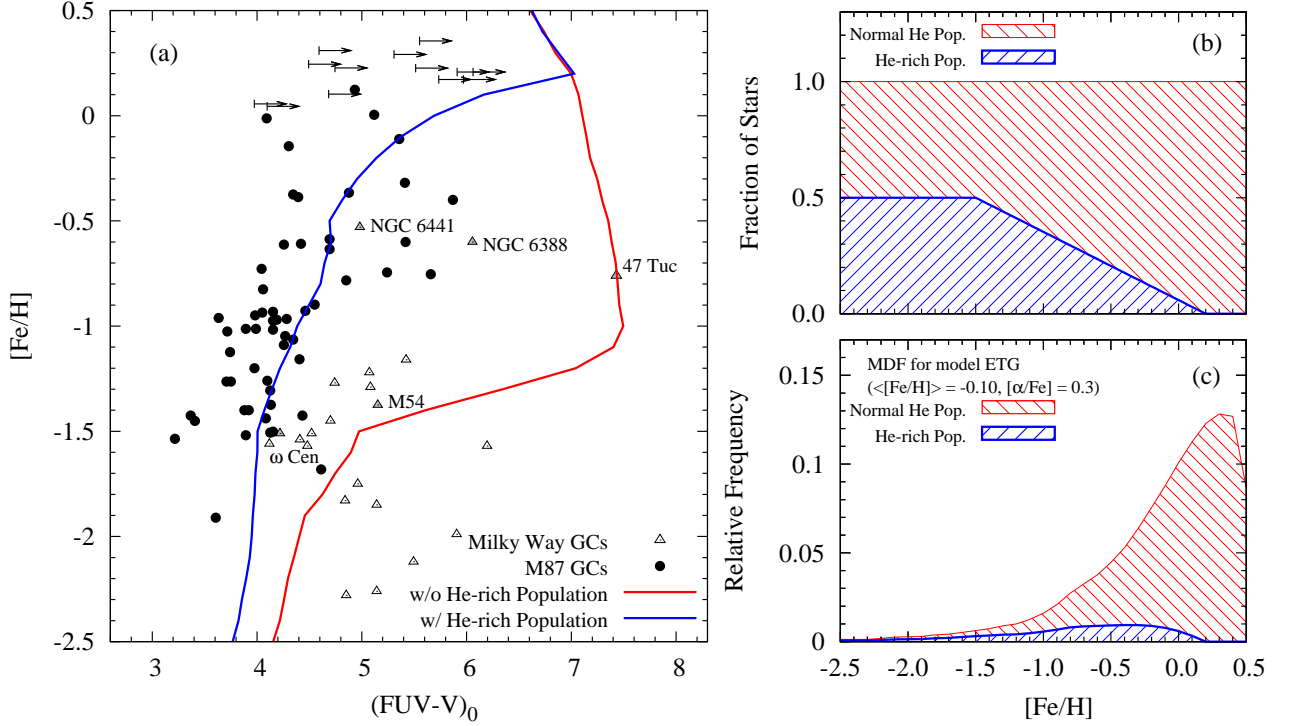 (a)
0.5
0
-0.5
-1
-1.5
-2
-2.5
[Fe/H]
NGC 6441
NGC 6388
47 Tuc
M54
ω Cen
Milky Way GCs
M87 GCs
w/o He-rich Population
w/ He-rich Population
3 4 5 6 7 8
(FUV-V)₀
(b)
Normal He Pop.
He-rich Pop.
1.0
0.5
0.0
Fraction of Stars
(c)
MDF for model ETG
(<[Fe/H]> = -0.10, [α/Fe] = 0.3)
Normal He Pop.
He-rich Pop.
0.15
0.1
0.05
0
Relative Frequency
-2.5 -2.0 -1.5 -1.0 -0.5 0.0 0.5
[Fe/H]